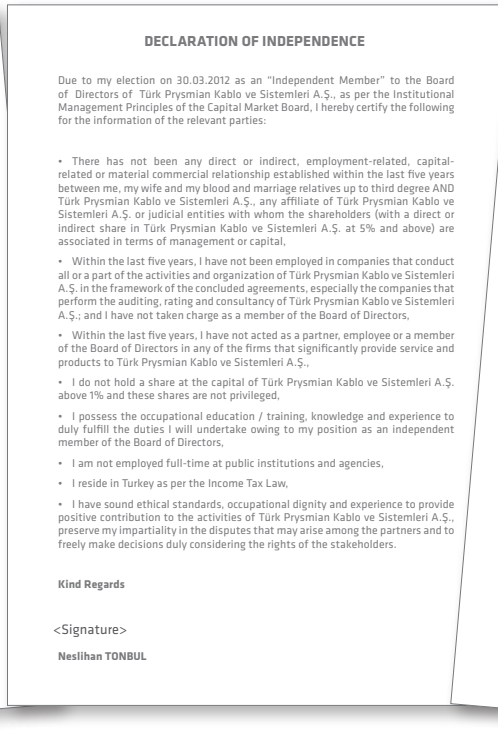 DECLARATION OF INDEPENDENCE
Due to my election on 30.03.2012 as an “Independent Member” to the Board
of Directors of Türk Prysmian Kablo ve Sistemleri A.Ş., as per the Institutional
Management Principles of the Capital Market Board, I hereby certify the following
for the information of the relevant parties:
• There has not been any direct or indirect, employment-related, capital-
related or material commercial relationship established within the last five years
between me, my wife and my blood and marriage relatives up to third degree AND
Türk Prysmian Kablo ve Sistemleri A.Ş., any affiliate of Türk Prysmian Kablo ve
Sistemleri A.Ş. or judicial entities with whom the shareholders (with a direct or
indirect share in Türk Prysmian Kablo ve Sistemleri A.Ş. at 5% and above) are
associated in terms of management or capital,
• Within the last five years, I have not been employed in companies that conduct
all or a part of the activities and organization of Türk Prysmian Kablo ve Sistemleri
A.Ş. in the framework of the concluded agreements, especially the companies that
perform the auditing, rating and consultancy of Türk Prysmian Kablo ve Sistemleri
A.Ş.; and I have not taken charge as a member of the Board of Directors,
• Within the last five years, I have not acted as a partner, employee or a member
of the Board of Directors in any of the firms that significantly provide service and
products to Türk Prysmian Kablo ve Sistemleri A.Ş.,
• I do not hold a share at the capital of Türk Prysmian Kablo ve Sistemleri A.Ş.
above 1% and these shares are not privileged,
• I possess the occupational education / training, knowledge and experience to
duly fulfill the duties I will undertake owing to my position as an independent
member of the Board of Directors,
• I am not employed full-time at public institutions and agencies,
• I reside in Turkey as per the Income Tax Law,
• I have sound ethical standards, occupational dignity and experience to provide
positive contribution to the activities of Türk Prysmian Kablo ve Sistemleri A.Ş.,
preserve my impartiality in the disputes that may arise among the partners and to
freely make decisions duly considering the rights of the stakeholders.
Kind Regards
<Signature>
Neslihan TONBUL